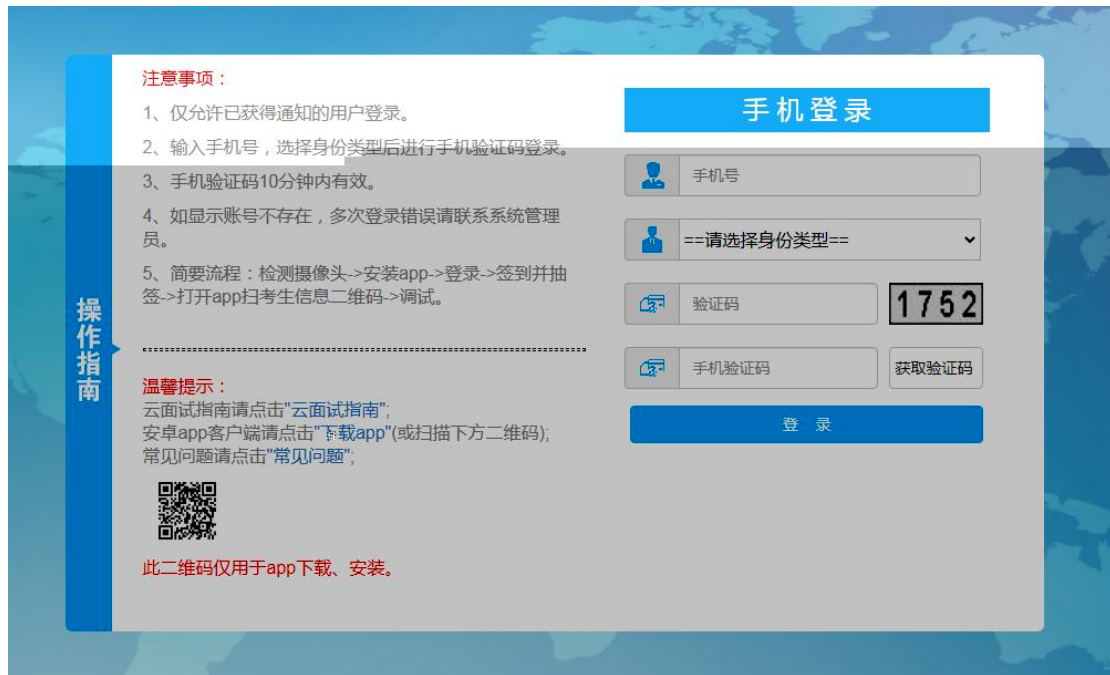 操作指南
注意事项：
1、仅允许已获得通知的用户登录。
2、输入手机号，选择身份类型后进行手机验证码登录。
3、手机验证码10分钟内有效。
4、如显示账号不存在，多次登录错误请联系系统管理
员。
5、简要流程：检测摄像头->安装app->登录->签到并抽
签->打开app扫考生信息二维码->调试。
温馨提示：
云面试指南请点击"云面试指南";
安卓app客户端请点击"下载app"(或扫描下方二维码);
常见问题请点击"常见问题";
此二维码仅用于app下载、安装。
手机登录
手机号
==请选择身份类型==
验证码
1752
手机验证码
获取验证码
登 录